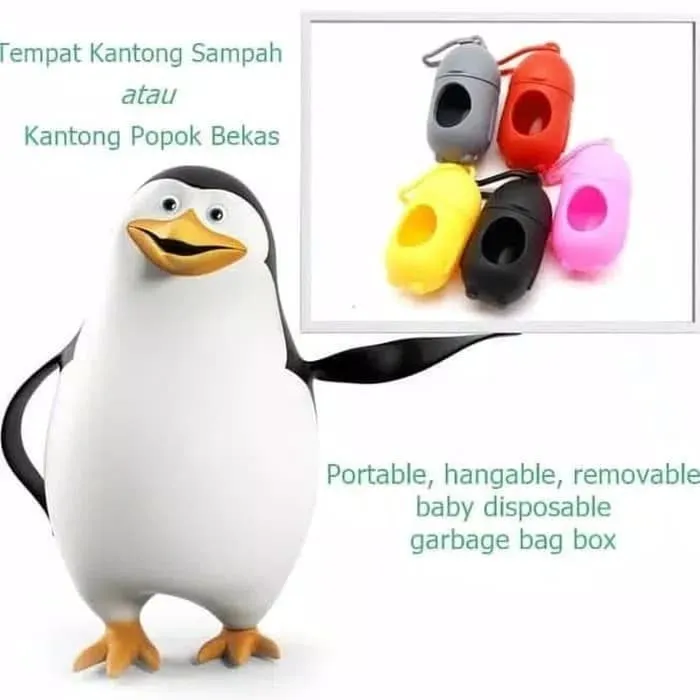 Tempat Kantong Sampah
atau
Kantong Popok Bekas
Portable, hangable, removable
baby disposable
garbage bag box